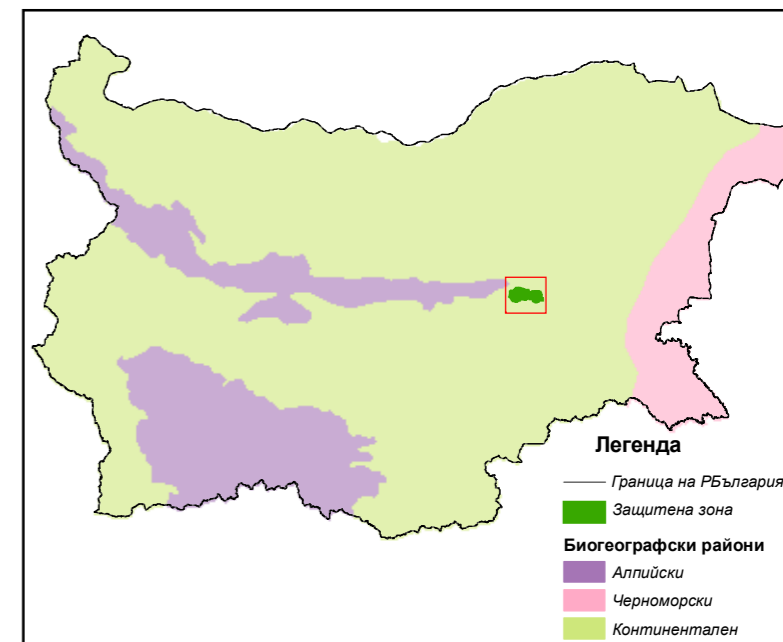 Легенда
Граница на РБългария
Защитена зона
Биогеографски райони
Алпийски
Черноморски
Континентален